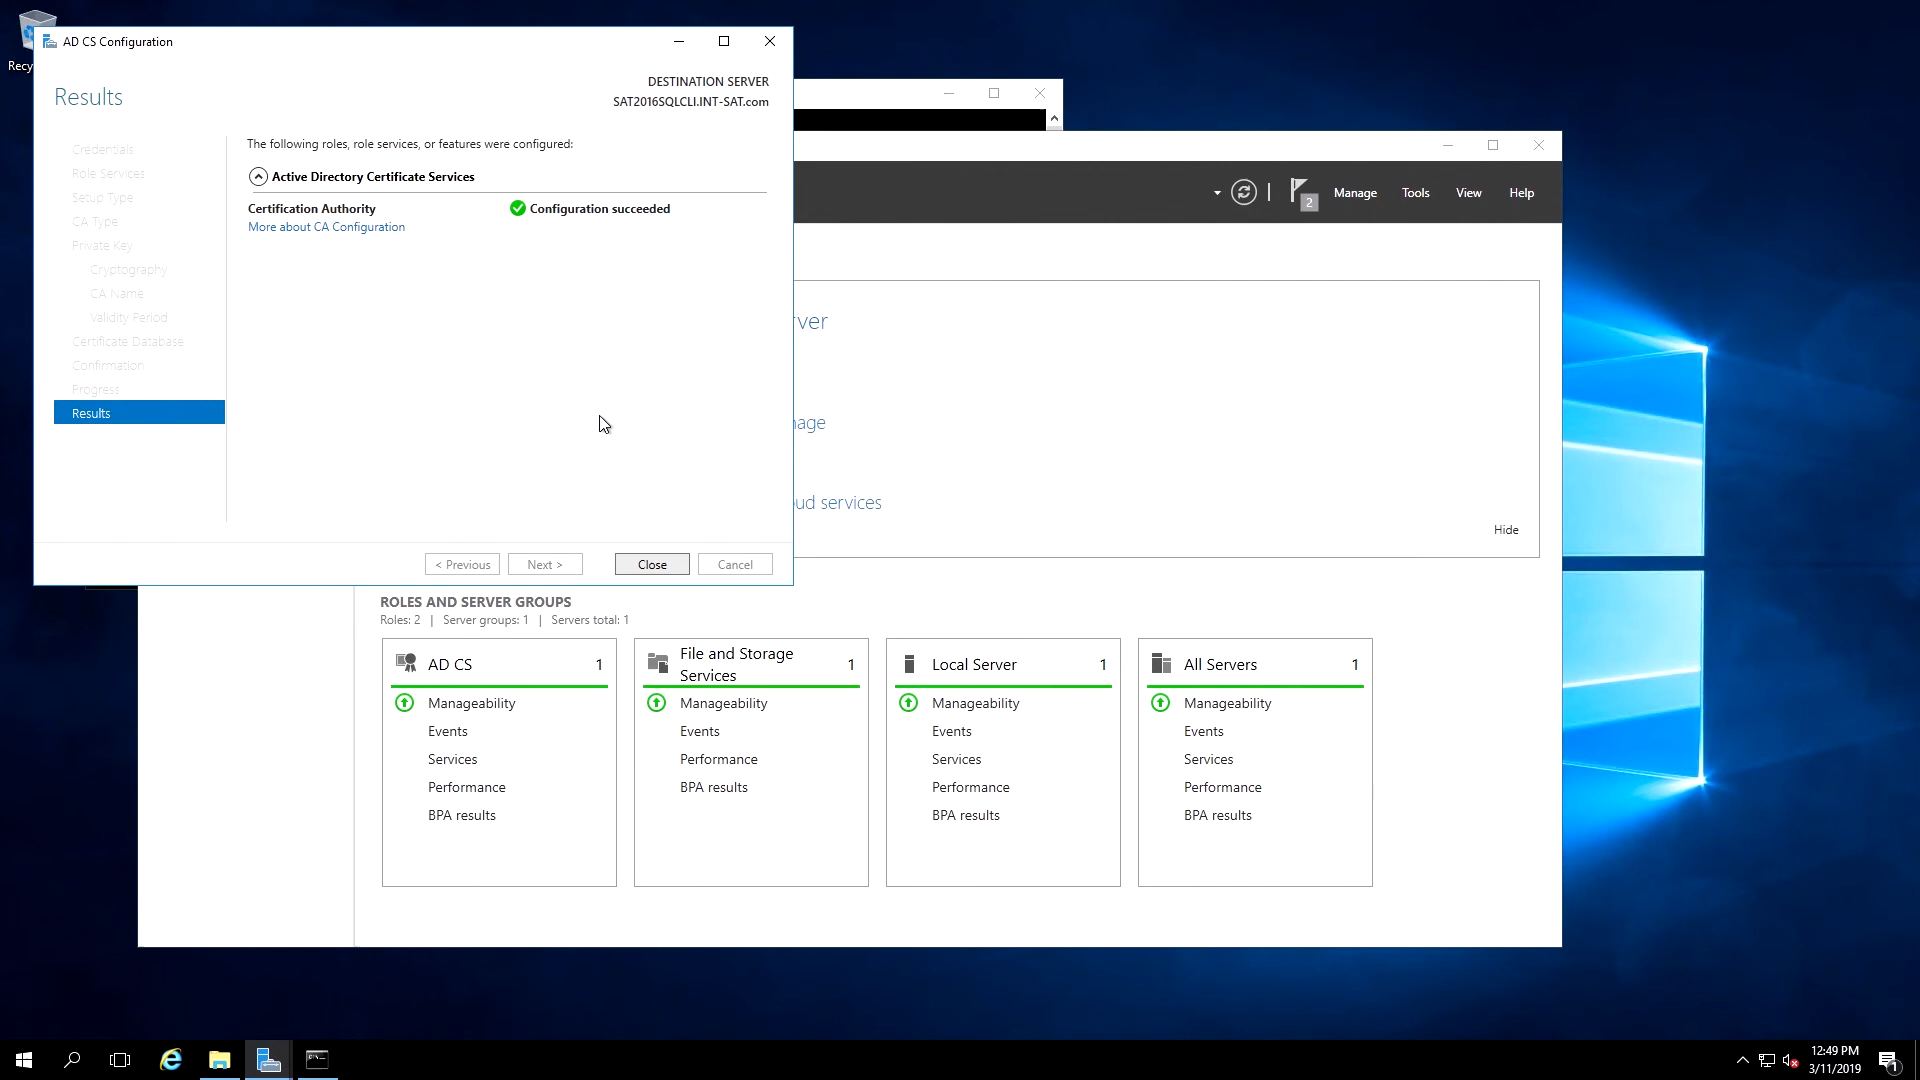 Recy
AD CS Configuration
Results
DESTINATION SERVER
SAT2016SQLCLI.INT-SAT.com
Credentials
Role Services
Setup Type
CA Type
Private Key
Cryptography
CA Name
Validity Period
Certificate Database
Confirmation
Progress
Results
The following roles, role services, or features were configured:
Active Directory Certificate Services
Certification Authority
Configuration succeeded
More about CA Configuration
< Previous
Next >
Close
Cancel
2
Manage
Tools
View
Help
ver
nage
oud services
Hide
ROLES AND SERVER GROUPS
Roles: 2 | Server groups: 1 | Servers total: 1
AD CS 1
Manageability
Events
Services
Performance
BPA results
File and Storage Services 1
Manageability
Events
Performance
BPA results
Local Server 1
Manageability
Events
Services
Performance
BPA results
All Servers 1
Manageability
Events
Services
Performance
BPA results
12:49 PM
3/11/2019
1